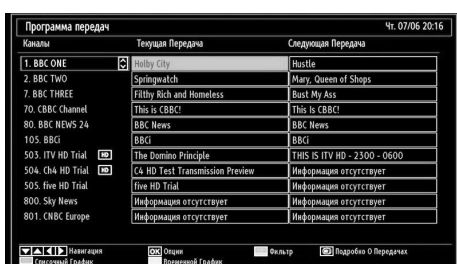 Программа передач Чт. 07/06 20:16
Каналы Текущая Передача Следующая Передача
1. BBC ONE Holby City Hustle
2. BBC TWO Springwatch Mary, Queen of Shops
7. BBC THREE Filthy Rich and Homeless Bust My Ass
70. CBBC Channel This is CBBC! This Is CBBC!
80. BBC NEWS 24 BBC News BBC News
105. BBCi BBCi BBCi
503. ITV HD Trial HD The Domino Principle THIS IS ITV HD - 2300 - 0600
504. Ch4 HD Trial HD C4 HD Test Transmission Preview Информация отсутствует
505. five HD Trial five HD Trial Информация отсутствует
800. Sky News Информация отсутствует Информация отсутствует
801. CNBC Europe Информация отсутствует Информация отсутствует
Навигация OK Опции Фильтр Подробно О Передачах
Списочный График Временной График